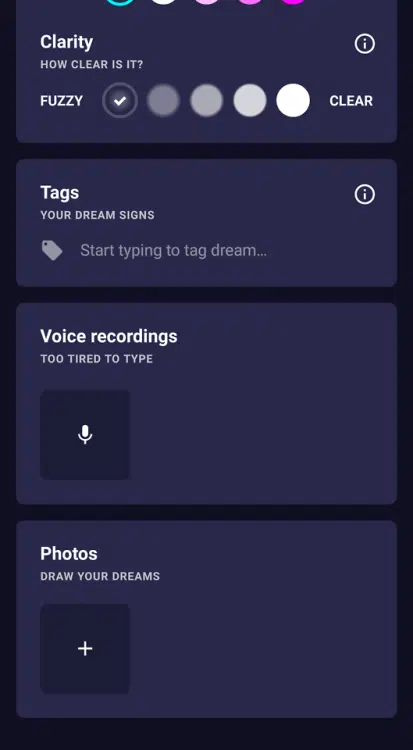 Clarity
HOW CLEAR IS IT?
FUZZY CLEAR
Tags
YOUR DREAM SIGNS
Start typing to tag dream...
Voice recordings
TOO TIRED TO TYPE
Photos
DRAW YOUR DREAMS